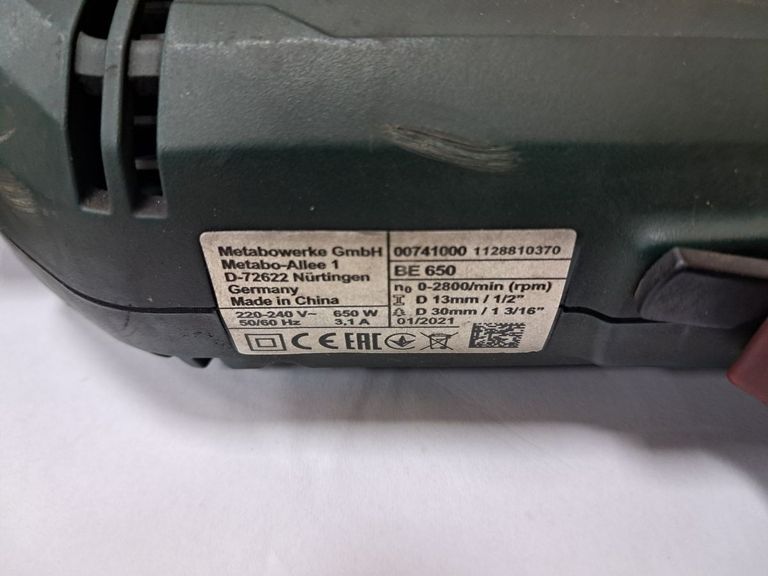 Metabowerke GmbH
Metabo-Allee 1
D-72622 Nürtingen
Germany
Made in China
220-240 V~ 650 W
50/60 Hz 3,1 A
00741000 1128810370
BE 650
n₀ 0-2800/min (rpm)
D 13mm / 1/2"
D 30mm / 1 3/16"
01/2021
CE EAC